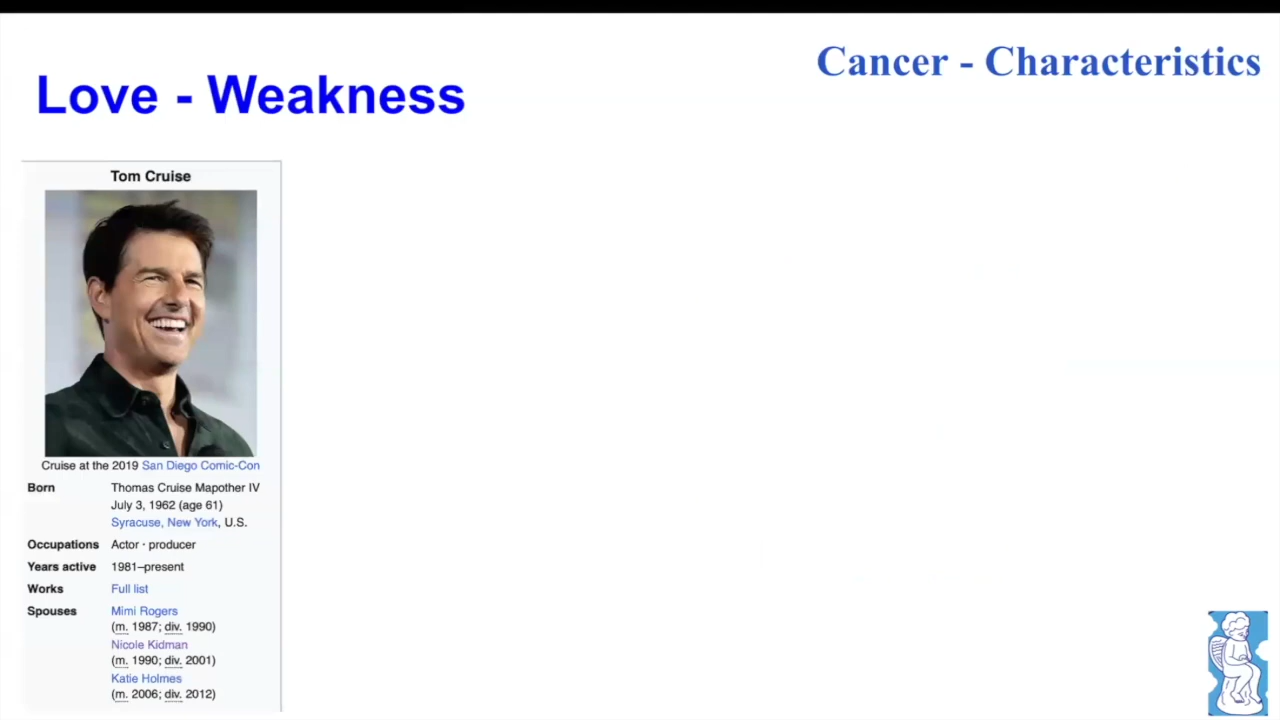 Cancer - Characteristics
Love - Weakness
Tom Cruise
Cruise at the 2019 San Diego Comic-Con
Born Thomas Cruise Mapother IV
July 3, 1962 (age 61)
Syracuse, New York, U.S.
Occupations Actor · producer
Years active 1981–present
Works Full list
Spouses Mimi Rogers
(m. 1987; div. 1990)
Nicole Kidman
(m. 1990; div. 2001)
Katie Holmes
(m. 2006; div. 2012)